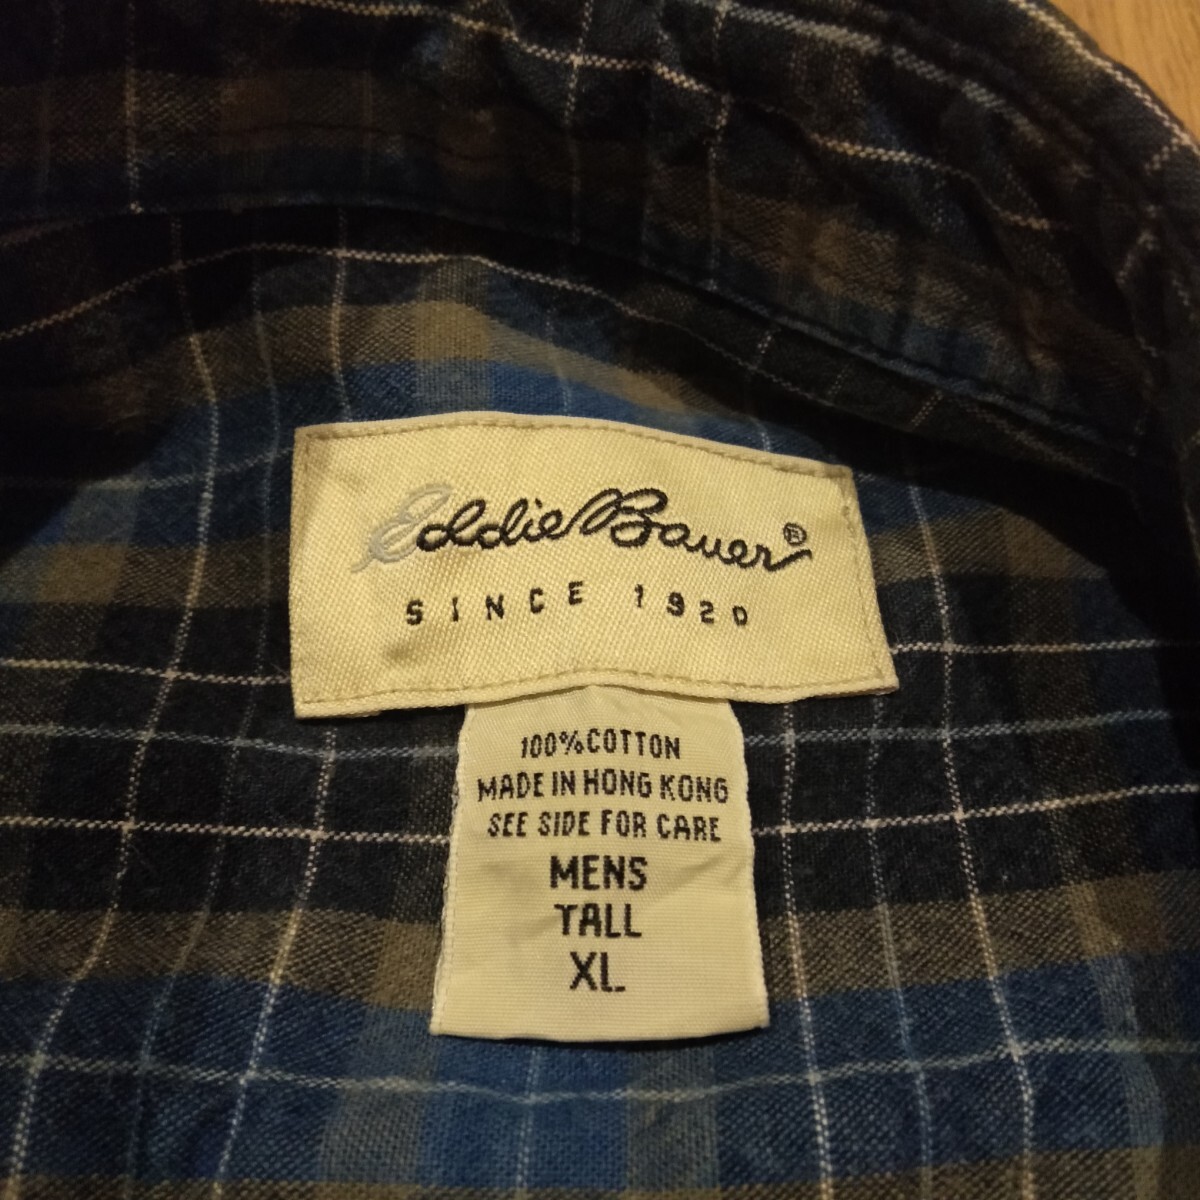 Eddie Bauer®
SINCE 1920
100%COTTON
MADE IN HONG KONG
SEE SIDE FOR CARE
MENS
TALL
XL